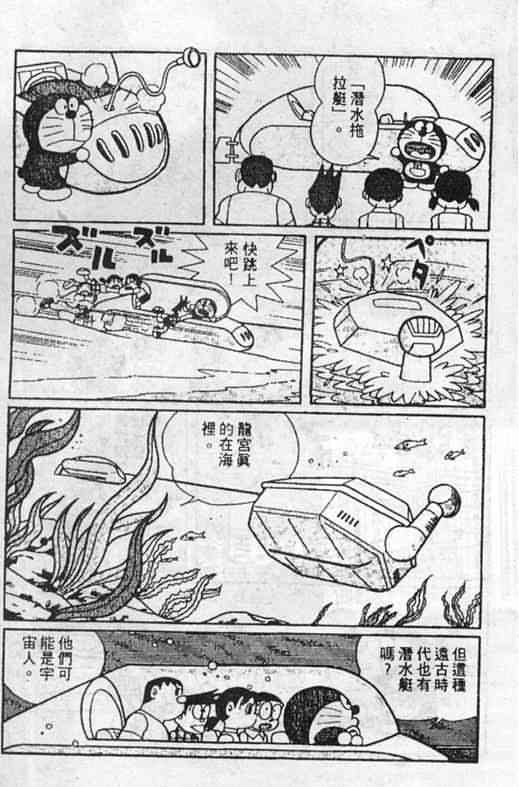 「潛水拖
拉艇」。
ペタ
快跳上
來吧！
ズル
ズル
龍宮真
的在海
裡。
但這種
遠古時
代也有
潛水艇
嗎？
他們可
能是宇
宙人。